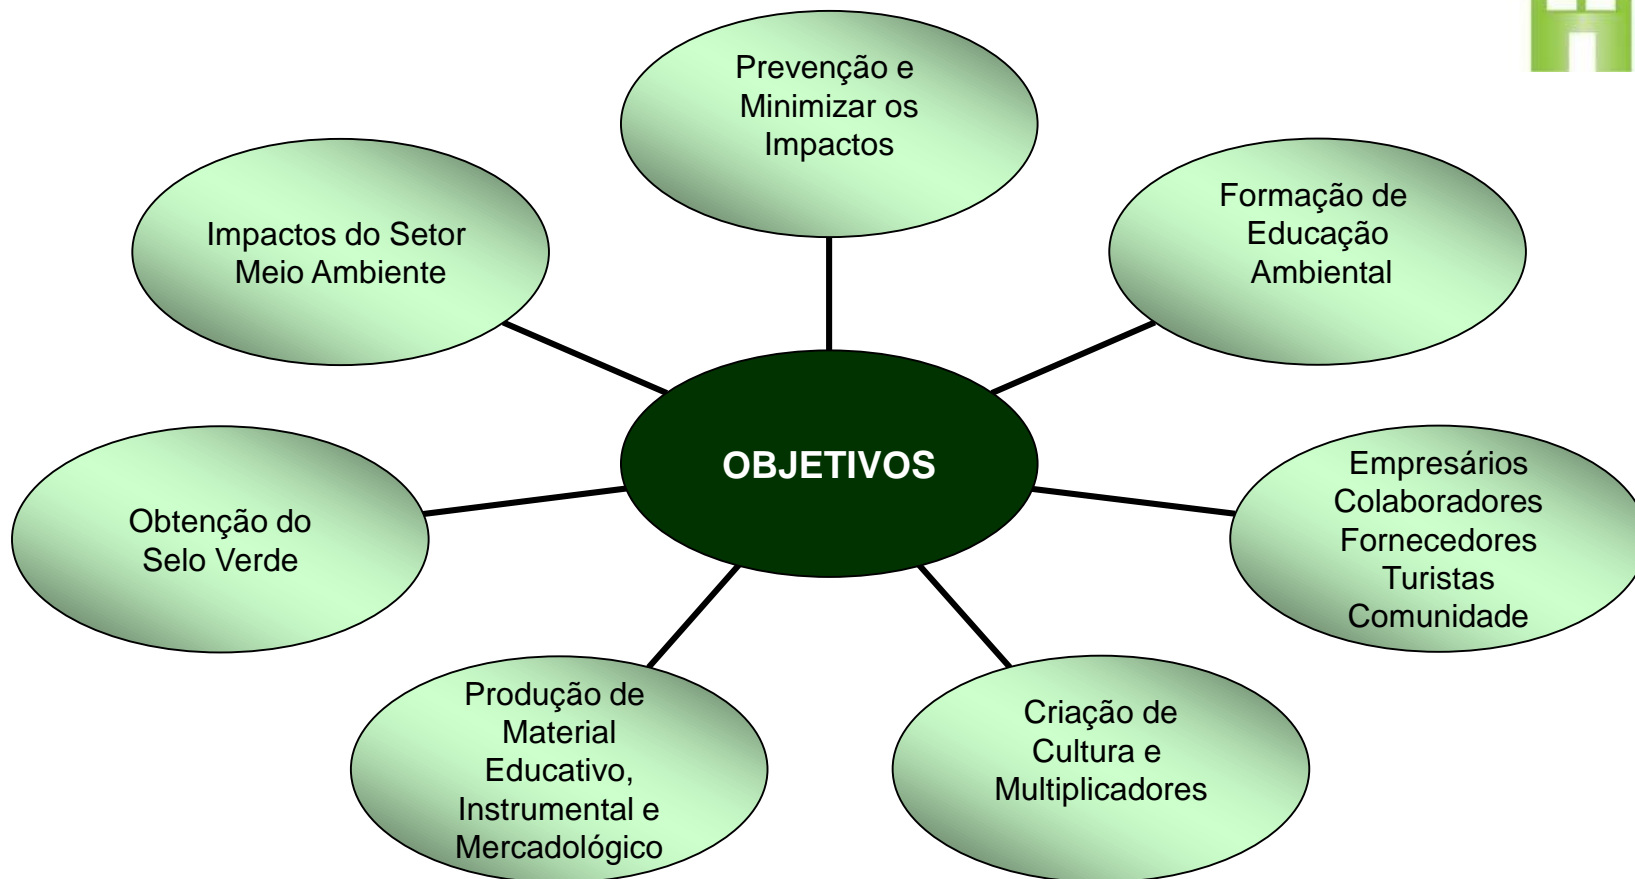 Prevenção e
Minimizar os
Impactos
Formação de
Educação
Ambiental
Impactos do Setor
Meio Ambiente
OBJETIVOS
Empresários
Colaboradores
Fornecedores
Turistas
Comunidade
Obtenção do
Selo Verde
Produção de
Material
Educativo,
Instrumental e
Mercadológico
Criação de
Cultura e
Multiplicadores